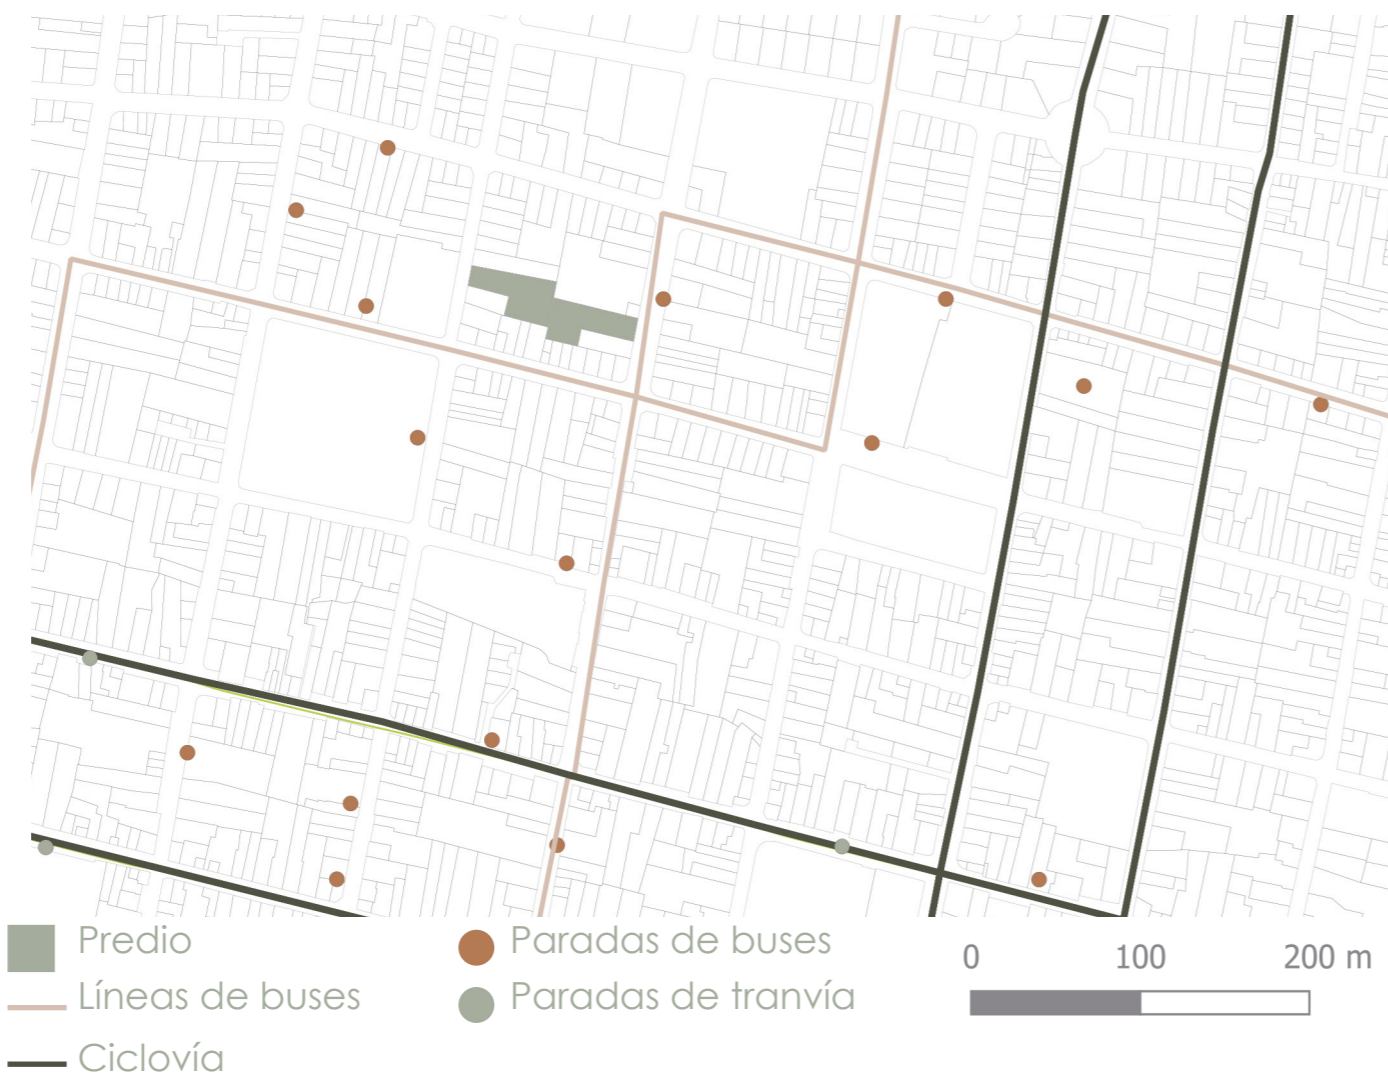 Predio
Líneas de buses
Ciclovía
Paradas de buses
Paradas de tranvía
0 100 200 m